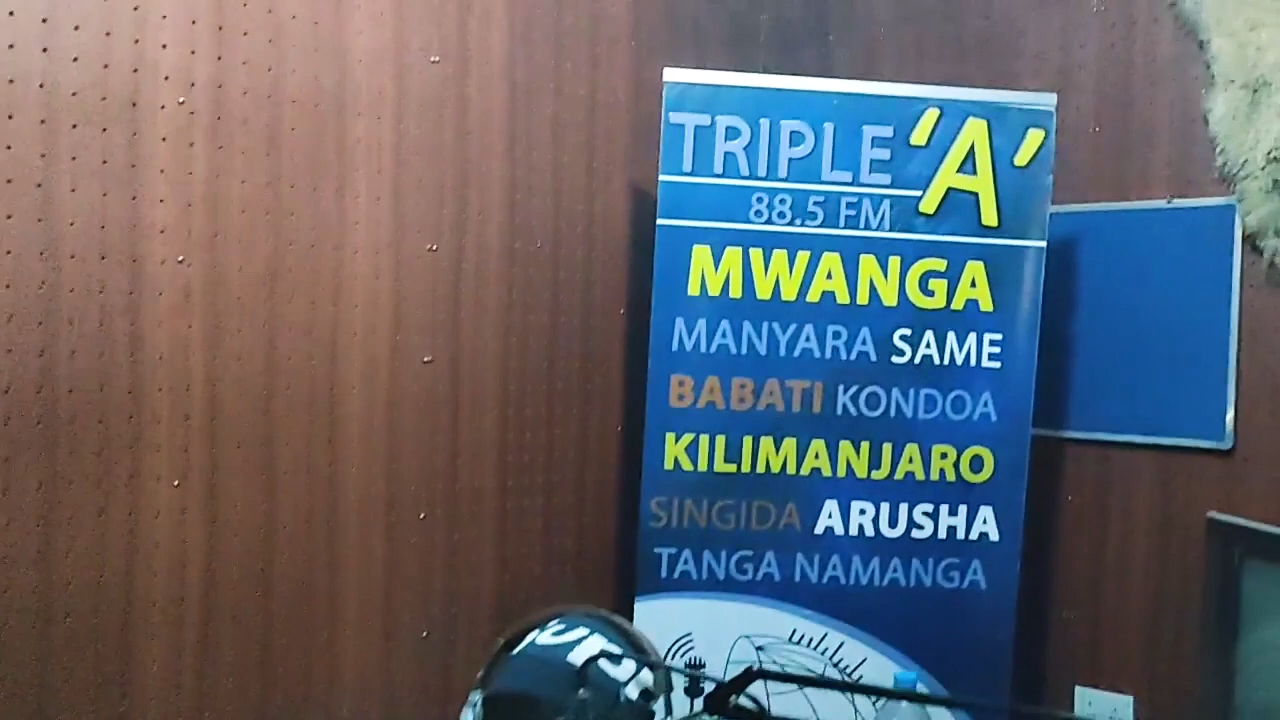 TRIPLE 'A'
88.5 FM
MWANGA
MANYARA SAME
BABATI KONDOA
KILIMANJARO
SINGIDA ARUSHA
TANGA NAMANGA